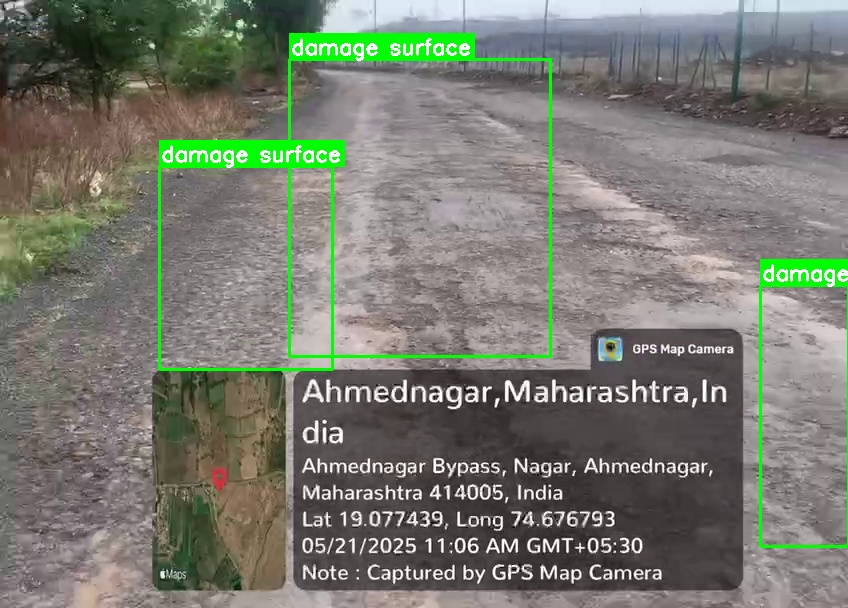 damage surface
damage surface
damage
GPS Map Camera
Ahmednagar,Maharashtra,In
dia
Ahmednagar Bypass, Nagar, Ahmednagar,
Maharashtra 414005, India
Lat 19.077439, Long 74.676793
05/21/2025 11:06 AM GMT+05:30
Note : Captured by GPS Map Camera
Maps